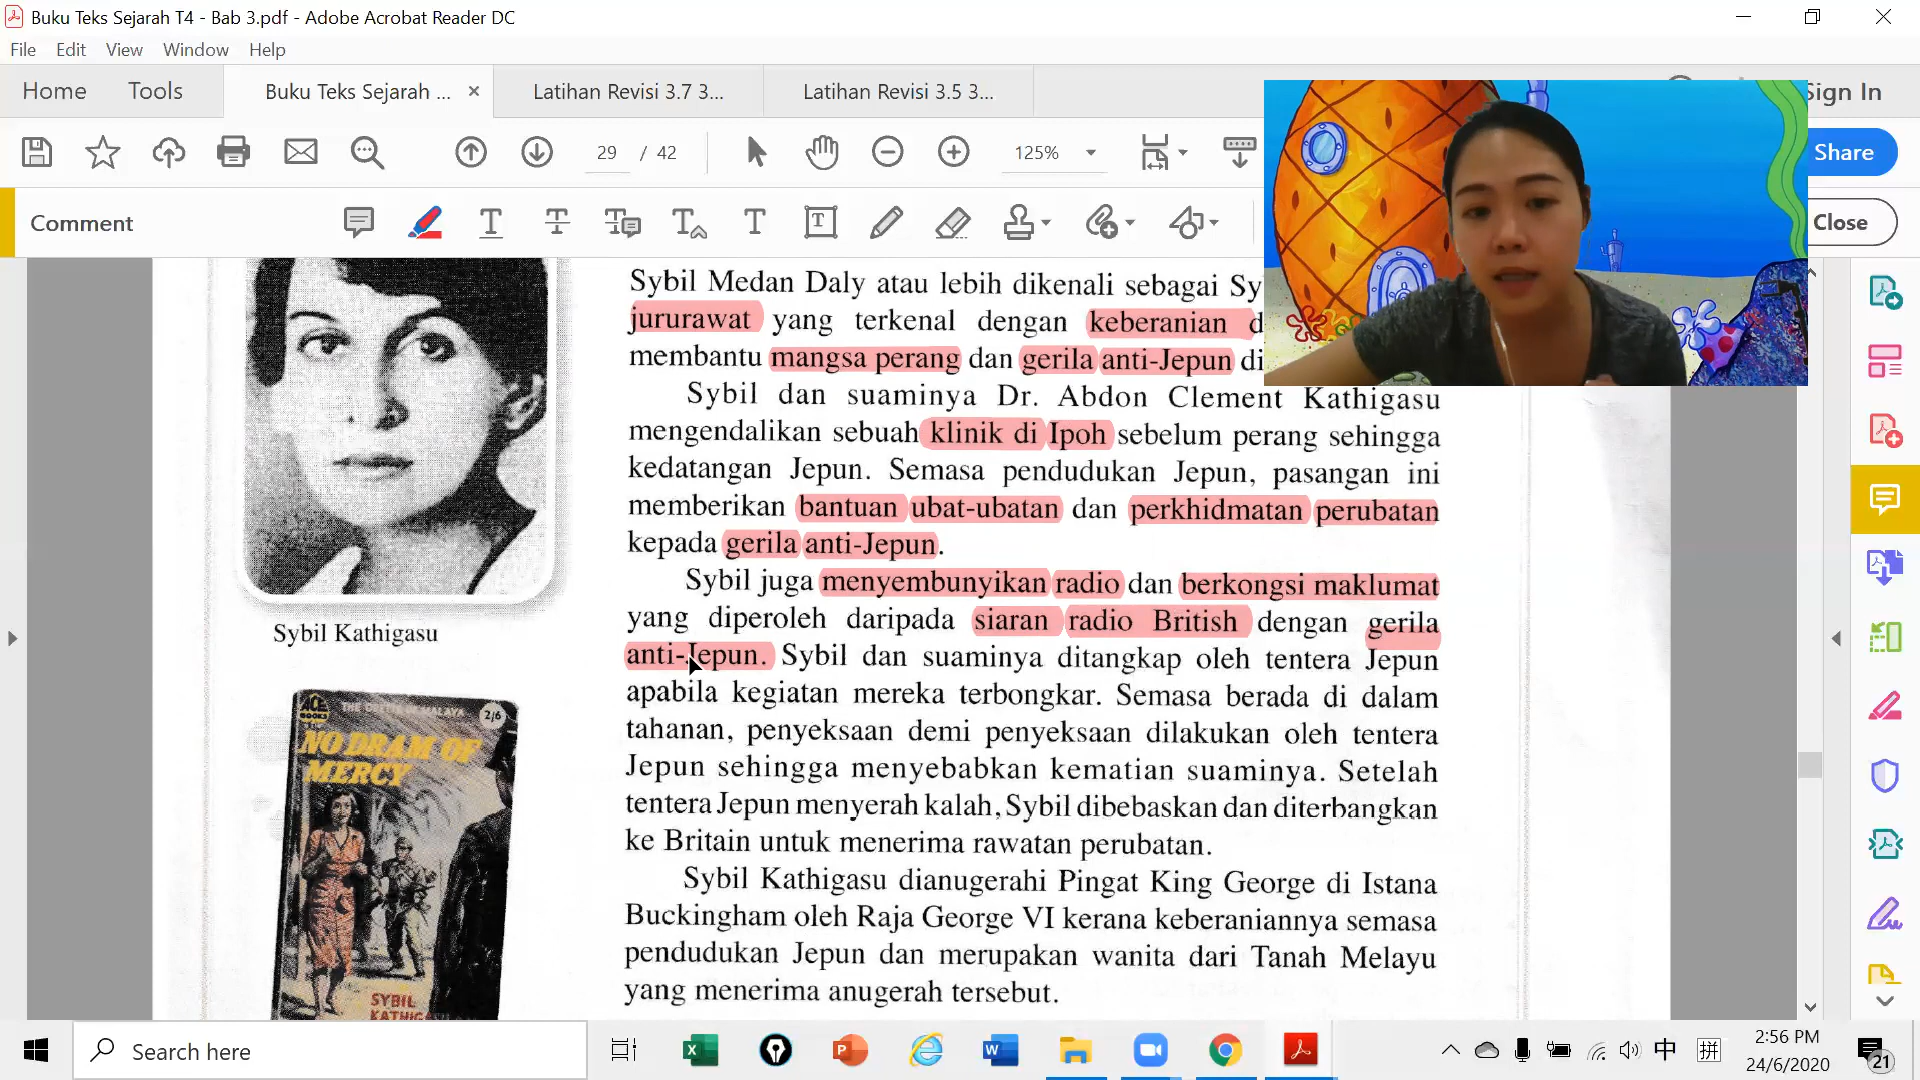 Buku Teks Sejarah T4 - Bab 3.pdf - Adobe Acrobat Reader DC
File Edit View Window Help
Home Tools Buku Teks Sejarah ... Latihan Revisi 3.7 3... Latihan Revisi 3.5 3... Sign In
29 / 42 125% Share
Comment Close
Sybil Medan Daly atau lebih dikenali sebagai Sy
jururawat yang terkenal dengan keberanian d
membantu mangsa perang dan gerila anti-Jepun di
Sybil dan suaminya Dr. Abdon Clement Kathigasu
mengendalikan sebuah klinik di Ipoh sebelum perang sehingga
kedatangan Jepun. Semasa pendudukan Jepun, pasangan ini
memberikan bantuan ubat-ubatan dan perkhidmatan perubatan
kepada gerila anti-Jepun.
Sybil juga menyembunyikan radio dan berkongsi maklumat
yang diperoleh daripada siaran radio British dengan gerila
anti-Jepun. Sybil dan suaminya ditangkap oleh tentera Jepun
apabila kegiatan mereka terbongkar. Semasa berada di dalam
tahanan, penyeksaan demi penyeksaan dilakukan oleh tentera
Jepun sehingga menyebabkan kematian suaminya. Setelah
tentera Jepun menyerah kalah, Sybil dibebaskan dan diterbangkan
ke Britain untuk menerima rawatan perubatan.
Sybil Kathigasu dianugerahi Pingat King George di Istana
Buckingham oleh Raja George VI kerana keberaniannya semasa
pendudukan Jepun dan merupakan wanita dari Tanah Melayu
yang menerima anugerah tersebut.
Sybil Kathigasu
ACE
BOOKS
2/6
NO DRAM OF
MERCY
SYBIL
Search here
中 拼
2:56 PM
24/6/2020
21